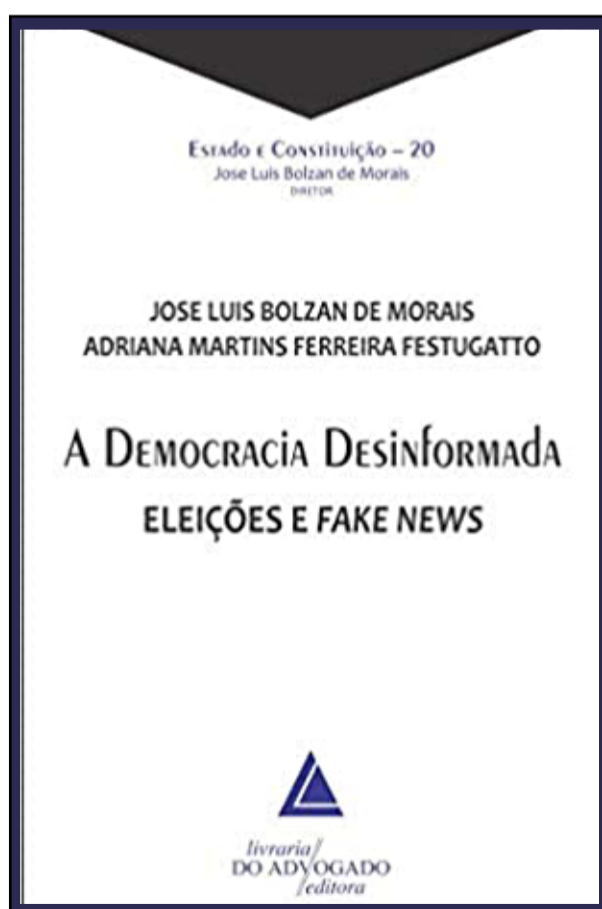 Estado e Constituição – 20
Jose Luis Bolzan de Morais
DIRETOR
JOSE LUIS BOLZAN DE MORAIS
ADRIANA MARTINS FERREIRA FESTUGATTO
A Democracia Desinformada
ELEIÇÕES E FAKE NEWS
livraria
DO ADVOGADO
editora